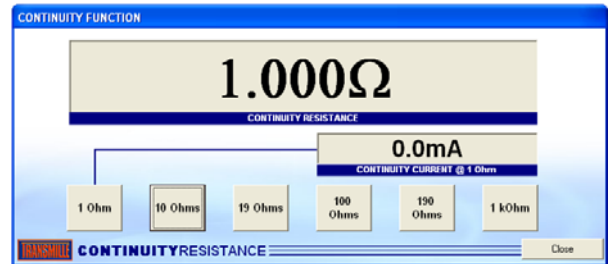 CONTINUITY FUNCTION
1.000Ω
CONTINUITY RESISTANCE
0.0mA
CONTINUITY CURRENT @ 1 Ohm
1 Ohm
10 Ohms
19 Ohms
100
Ohms
190
Ohms
1 kOhm
TRANSMILLE CONTINUITYRESISTANCE
Close